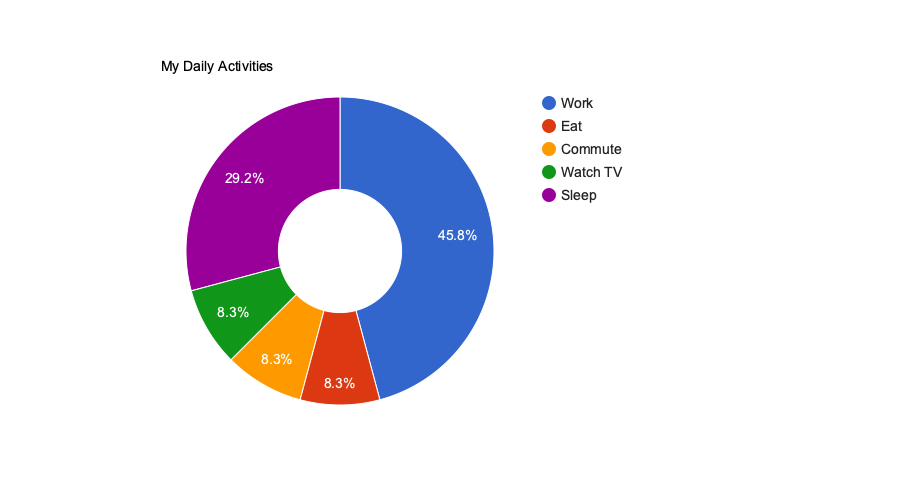 My Daily Activities
Work
Eat
Commute
Watch TV
Sleep
29.2%
45.8%
8.3%
8.3%
8.3%